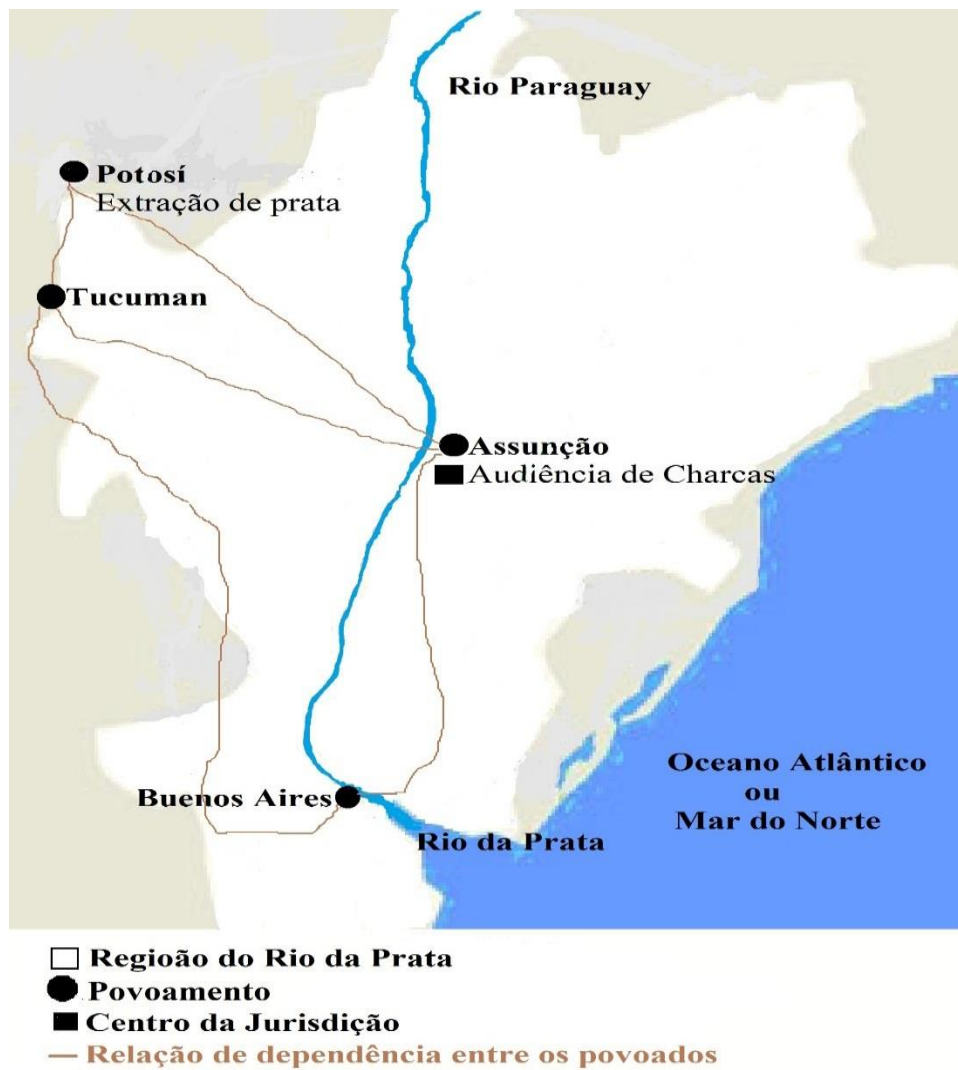 Rio Paraguay
Potosí
Extração de prata
Tucuman
Assunção
Audiência de Charcas
Oceano Atlântico
ou
Mar do Norte
Buenos Aires
Rio da Prata
Regioão do Rio da Prata
Povoamento
Centro da Jurisdição
Relação de dependência entre os povoados